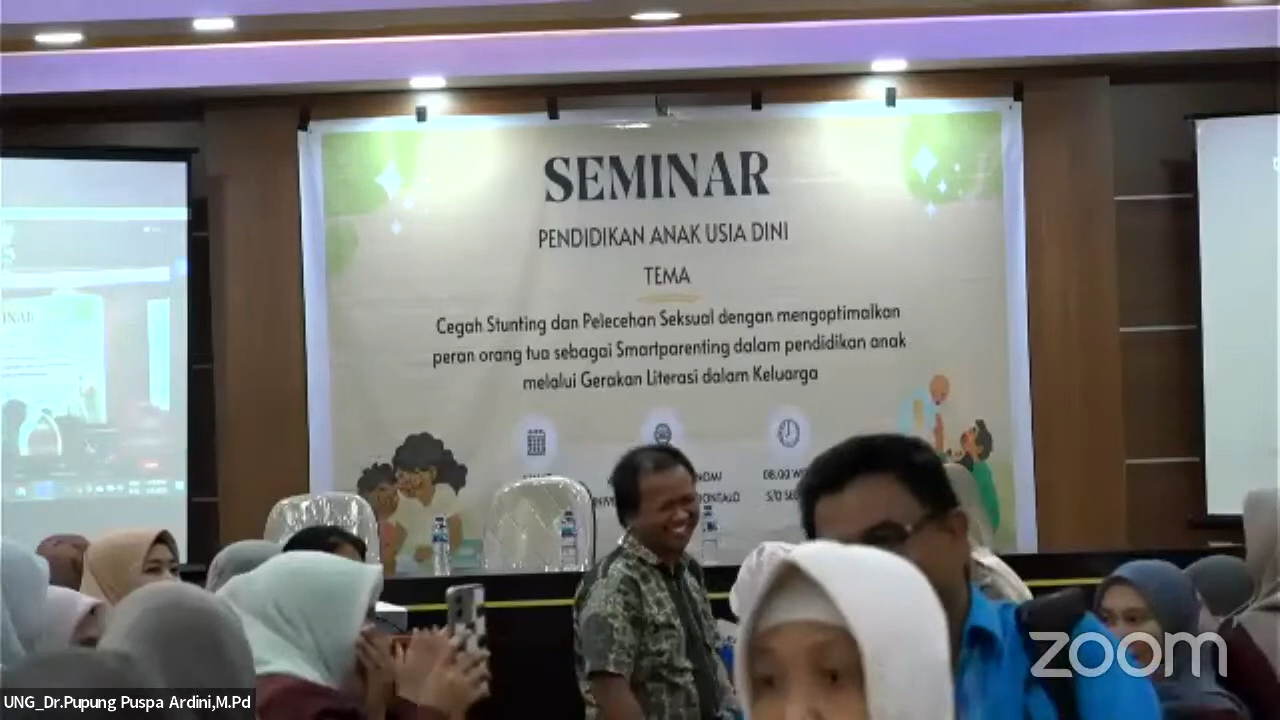 SEMINAR
PENDIDIKAN ANAK USIA DINI
TEMA
Cegah Stunting dan Pelecehan Seksual dengan mengoptimalkan
peran orang tua sebagai Smartparenting dalam pendidikan anak
melalui Gerakan Literasi dalam Keluarga
08.00
S/D
zoom
UNG_Dr.Pupung Puspa Ardini,M.Pd